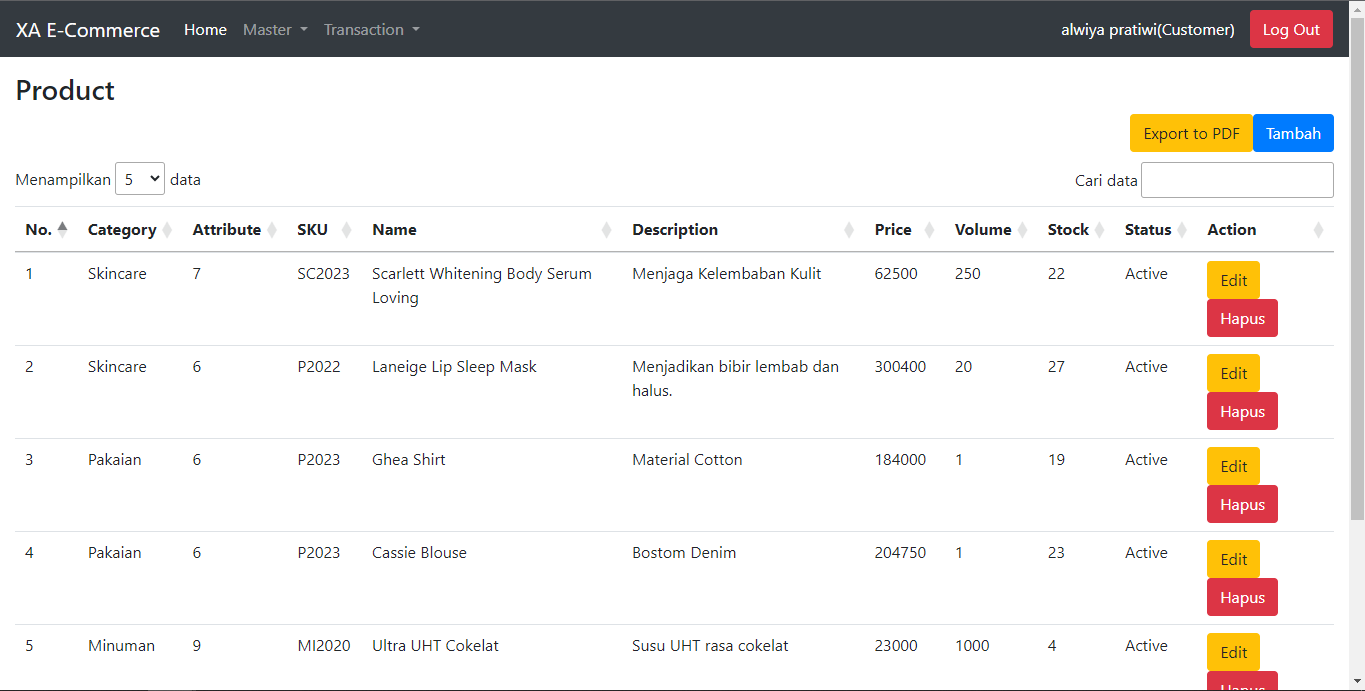 XA E-Commerce Home Master Transaction alwiya pratiwi(Customer) Log Out
Product
Export to PDF Tambah
Menampilkan 5 data Cari data
No. Category Attribute SKU Name Description Price Volume Stock Status Action
1 Skincare 7 SC2023 Scarlett Whitening Body Serum Menjaga Kelembaban Kulit 62500 250 22 Active Edit
Loving
Hapus
2 Skincare 6 P2022 Laneige Lip Sleep Mask Menjadikan bibir lembab dan 300400 20 27 Active Edit
halus.
Hapus
3 Pakaian 6 P2023 Ghea Shirt Material Cotton 184000 1 19 Active Edit
Hapus
4 Pakaian 6 P2023 Cassie Blouse Bostom Denim 204750 1 23 Active Edit
Hapus
5 Minuman 9 MI2020 Ultra UHT Cokelat Susu UHT rasa cokelat 23000 1000 4 Active Edit
Hapus